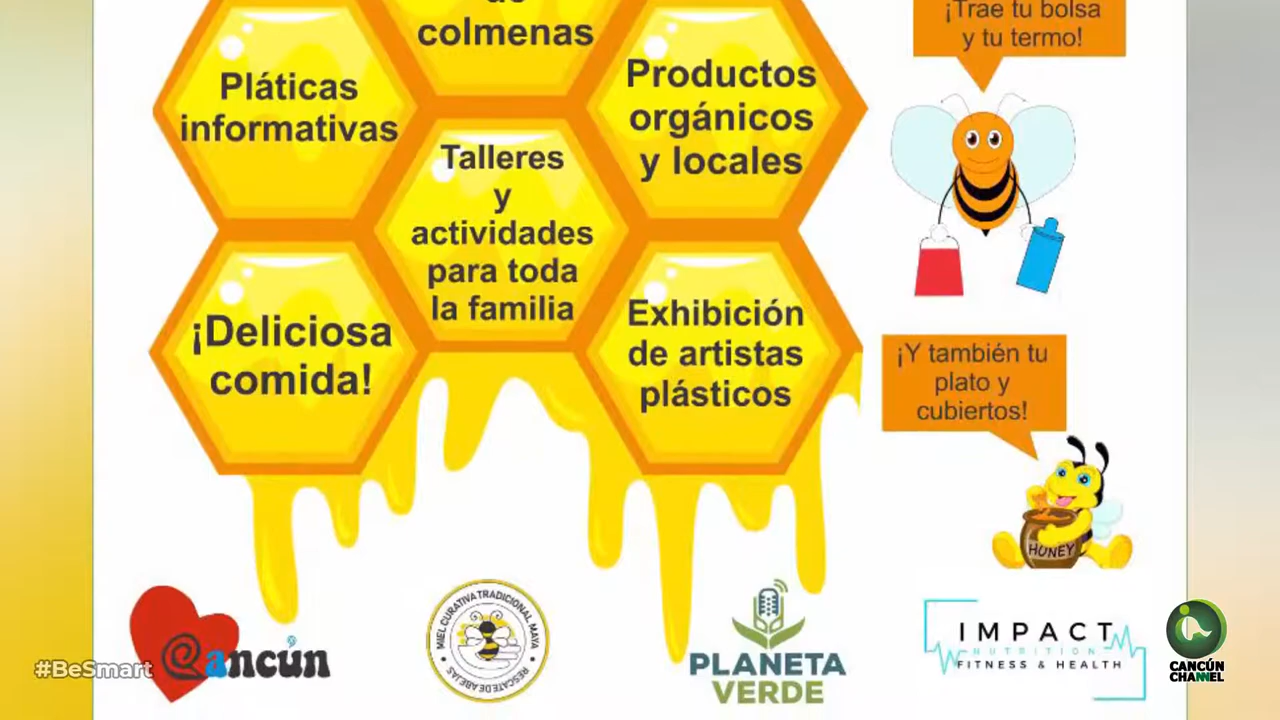 colmenas
Pláticas
informativas
Productos
orgánicos
y locales
Talleres
y
actividades
para toda
la familia
¡Deliciosa
comida!
Exhibición
de artistas
plásticos
¡Trae tu bolsa
y tu termo!
¡Y también tu
plato y
cubiertos!
HONEY
#BeSmart
Cancún
MIEL CURATIVA TRADICIONAL MAYA
RESCATE DE ABEJAS
PLANETA
VERDE
IMPACT
NUTRITION
FITNESS & HEALTH
CANCÚN
CHANNEL